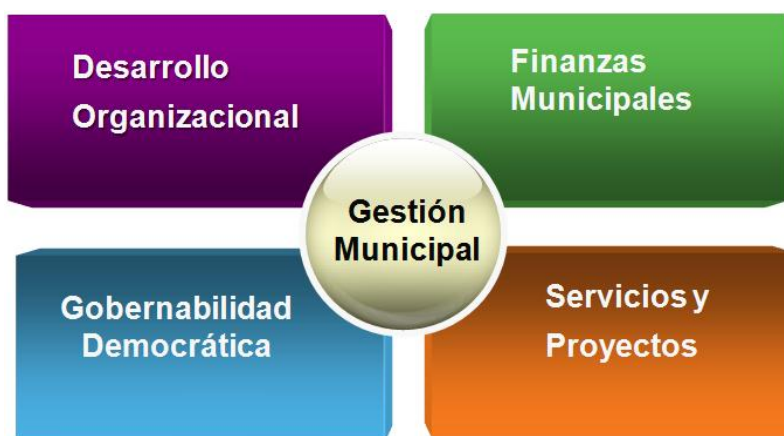 Desarrollo
Organizacional
Finanzas
Municipales
Gestión
Municipal
Gobernabilidad
Democrática
Servicios y
Proyectos